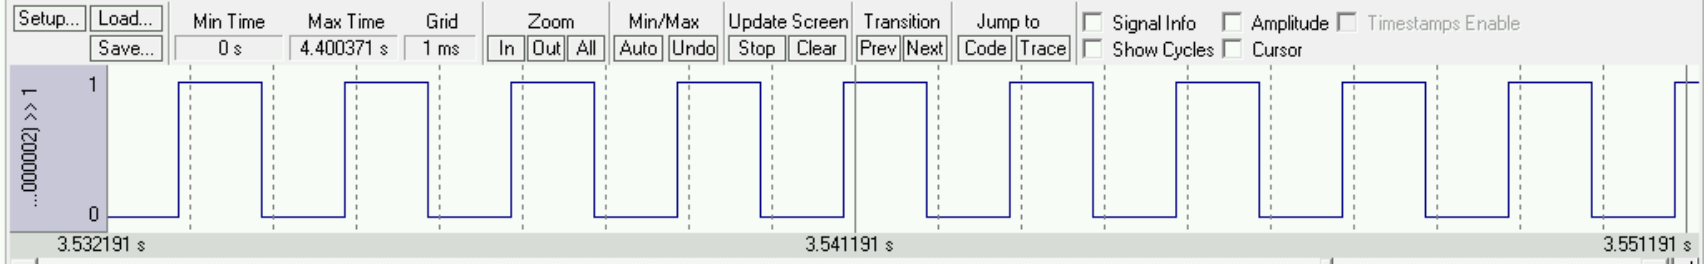 Setup... Load... Min Time Max Time Grid Zoom Min/Max Update Screen Transition Jump to Signal Info Amplitude Timestamps Enable
Save... 0 s 4.400371 s 1 ms In Out All Auto Undo Stop Clear Prev Next Code Trace Show Cycles Cursor
1
...000002) >> 1
0
3.532191 s 3.541191 s 3.551191 s